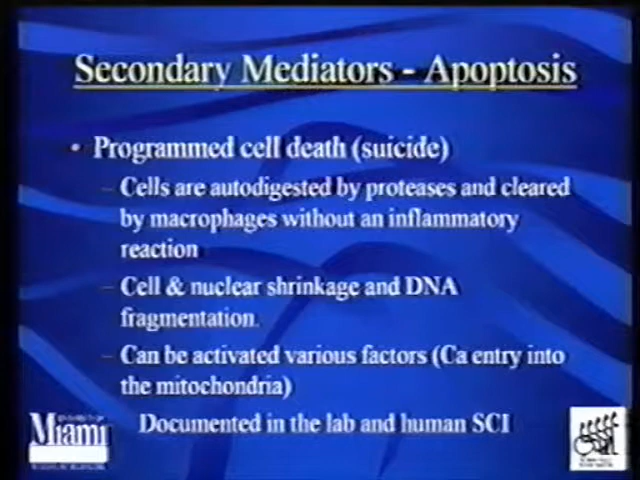 Secondary Mediators - Apoptosis
• Programmed cell death (suicide)
– Cells are autodigested by proteases and cleared
by macrophages without an inflammatory
reaction
– Cell & nuclear shrinkage and DNA
fragmentation.
– Can be activated various factors (Ca entry into
the mitochondria)
Documented in the lab and human SCI
Miami